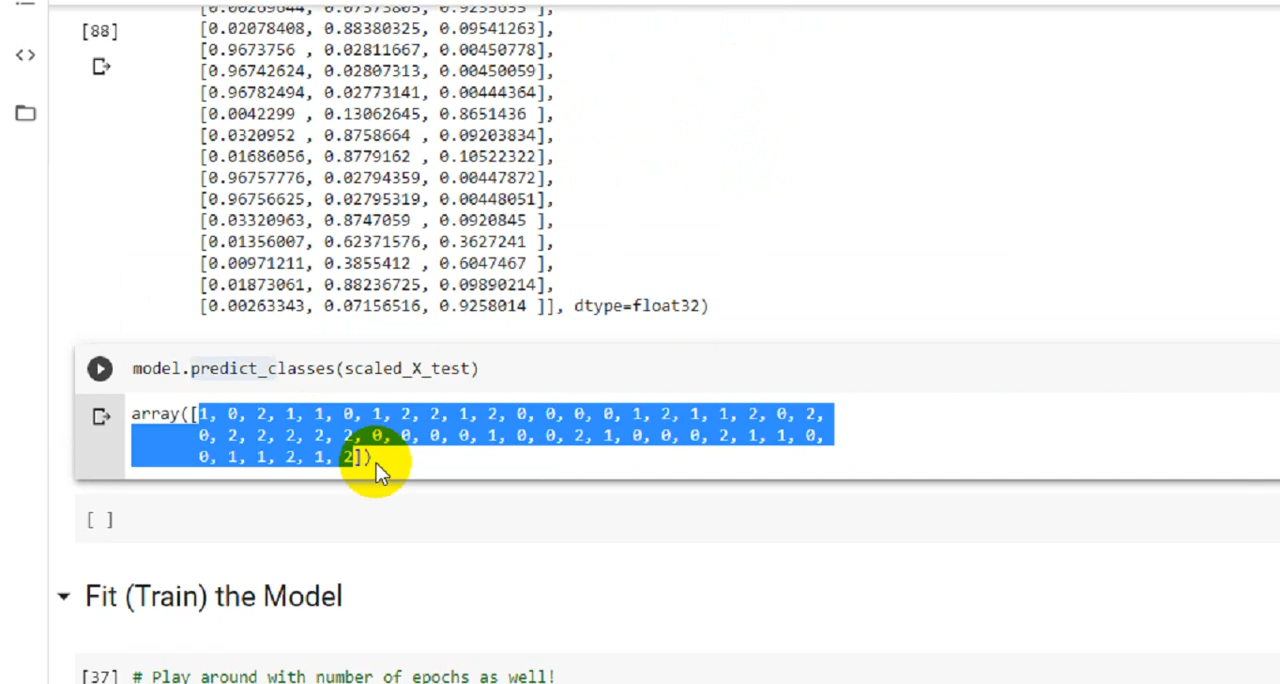 [0.00269644, 0.07373805, 0.9235655 ],
[88] [0.02078408, 0.88380325, 0.09541263],
[0.9673756 , 0.02811667, 0.00450778],
[0.96742624, 0.02807313, 0.00450059],
[0.96782494, 0.02773141, 0.00444364],
[0.0042299 , 0.13062645, 0.8651436 ],
[0.0320952 , 0.8758664 , 0.09203834],
[0.01686056, 0.8779162 , 0.10522322],
[0.96757776, 0.02794359, 0.00447872],
[0.96756625, 0.02795319, 0.00448051],
[0.03320963, 0.8747059 , 0.0920845 ],
[0.01356007, 0.62371576, 0.3627241 ],
[0.00971211, 0.3855412 , 0.6047467 ],
[0.01873061, 0.88236725, 0.09890214],
[0.00263343, 0.07156516, 0.9258014 ]], dtype=float32)
model.predict_classes(scaled_X_test)
array([1, 0, 2, 1, 1, 0, 1, 2, 2, 1, 2, 0, 0, 0, 0, 1, 2, 1, 1, 2, 0, 2,
0, 2, 2, 2, 2, 2, 0, 0, 0, 0, 1, 0, 0, 2, 1, 0, 0, 0, 2, 1, 1, 0,
0, 1, 1, 2, 1, 2])
[ ]
Fit (Train) the Model
[37] # Play around with number of epochs as well!